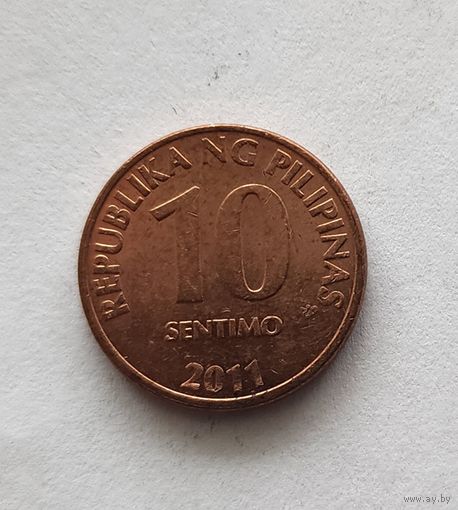 REPUBLIKA NG PILIPINAS
10
SENTIMO
2011
www.ay.by